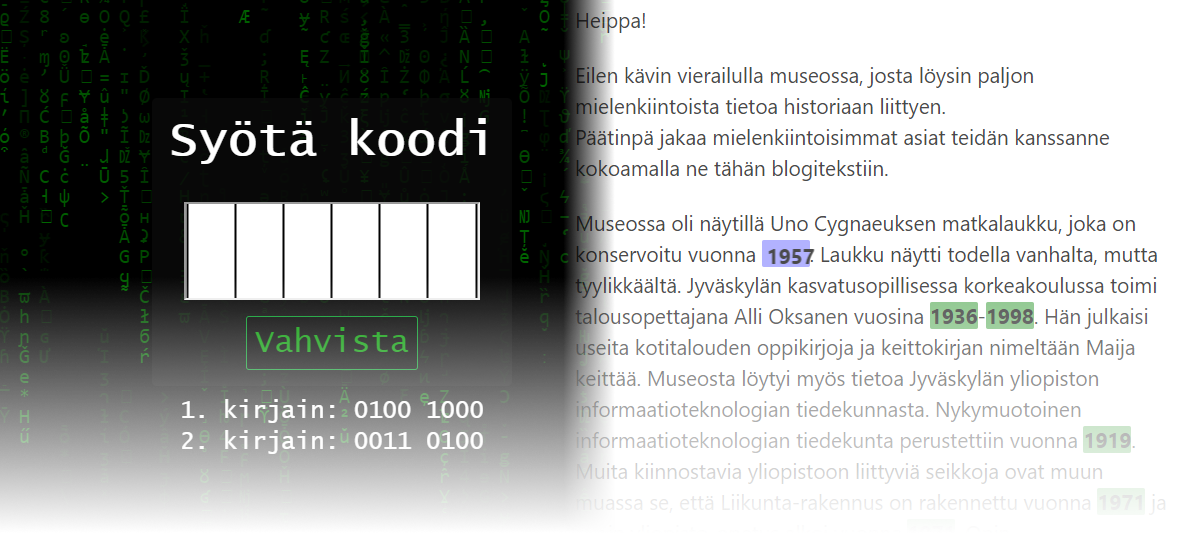 Syötä koodi
Vahvista
1. kirjain: 0100 1000
2. kirjain: 0011 0100
Heippa!
Eilen kävin vierailulla museossa, josta löysin paljon
mielenkiintoista tietoa historiaan liittyen.
Päätinpä jakaa mielenkiintoisimmat asiat teidän kanssanne
kokoamalla ne tähän blogitekstiin.
Museossa oli näytillä Uno Cygnaeuksen matkalaukku, joka on
konservoitu vuonna 1957 Laukku näytti todella vanhalta, mutta
tyylikkäältä. Jyväskylän kasvatusopillisessa korkeakoulussa toimi
talousopettajana Alli Oksanen vuosina 1936-1998. Hän julkaisi
useita kotitalouden oppikirjoja ja keittokirjan nimeltään Maija
keittää. Museosta löytyi myös tietoa Jyväskylän yliopiston
informaatioteknologian tiedekunnasta. Nykymuotoinen
informaatioteknologian tiedekunta perustettiin vuonna 1919.
Muita kiinnostavia yliopistoon liittyviä seikkoja ovat muun
muassa se, että Liikunta-rakennus on rakennettu vuonna 1971 ja